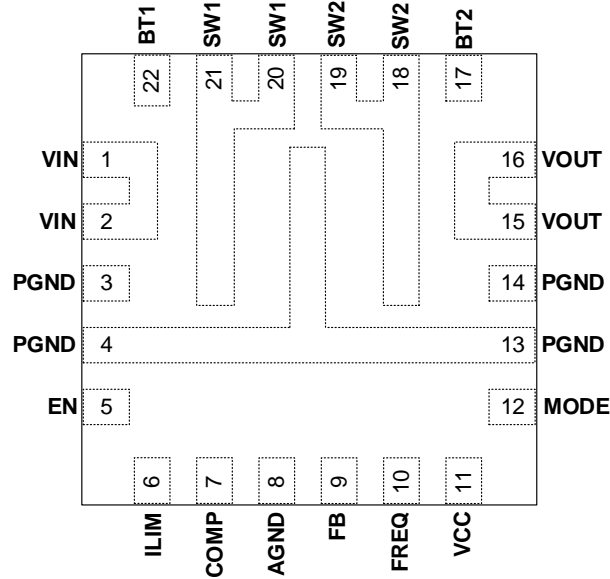 BT1 SW1 SW1 SW2 SW2 BT2
22 21 20 19 18 17
VIN 1 16 VOUT
VIN 2 15 VOUT
PGND 3 14 PGND
PGND 4 13 PGND
EN 5 12 MODE
6 7 8 9 10 11
ILIM COMP AGND FB FREQ VCC